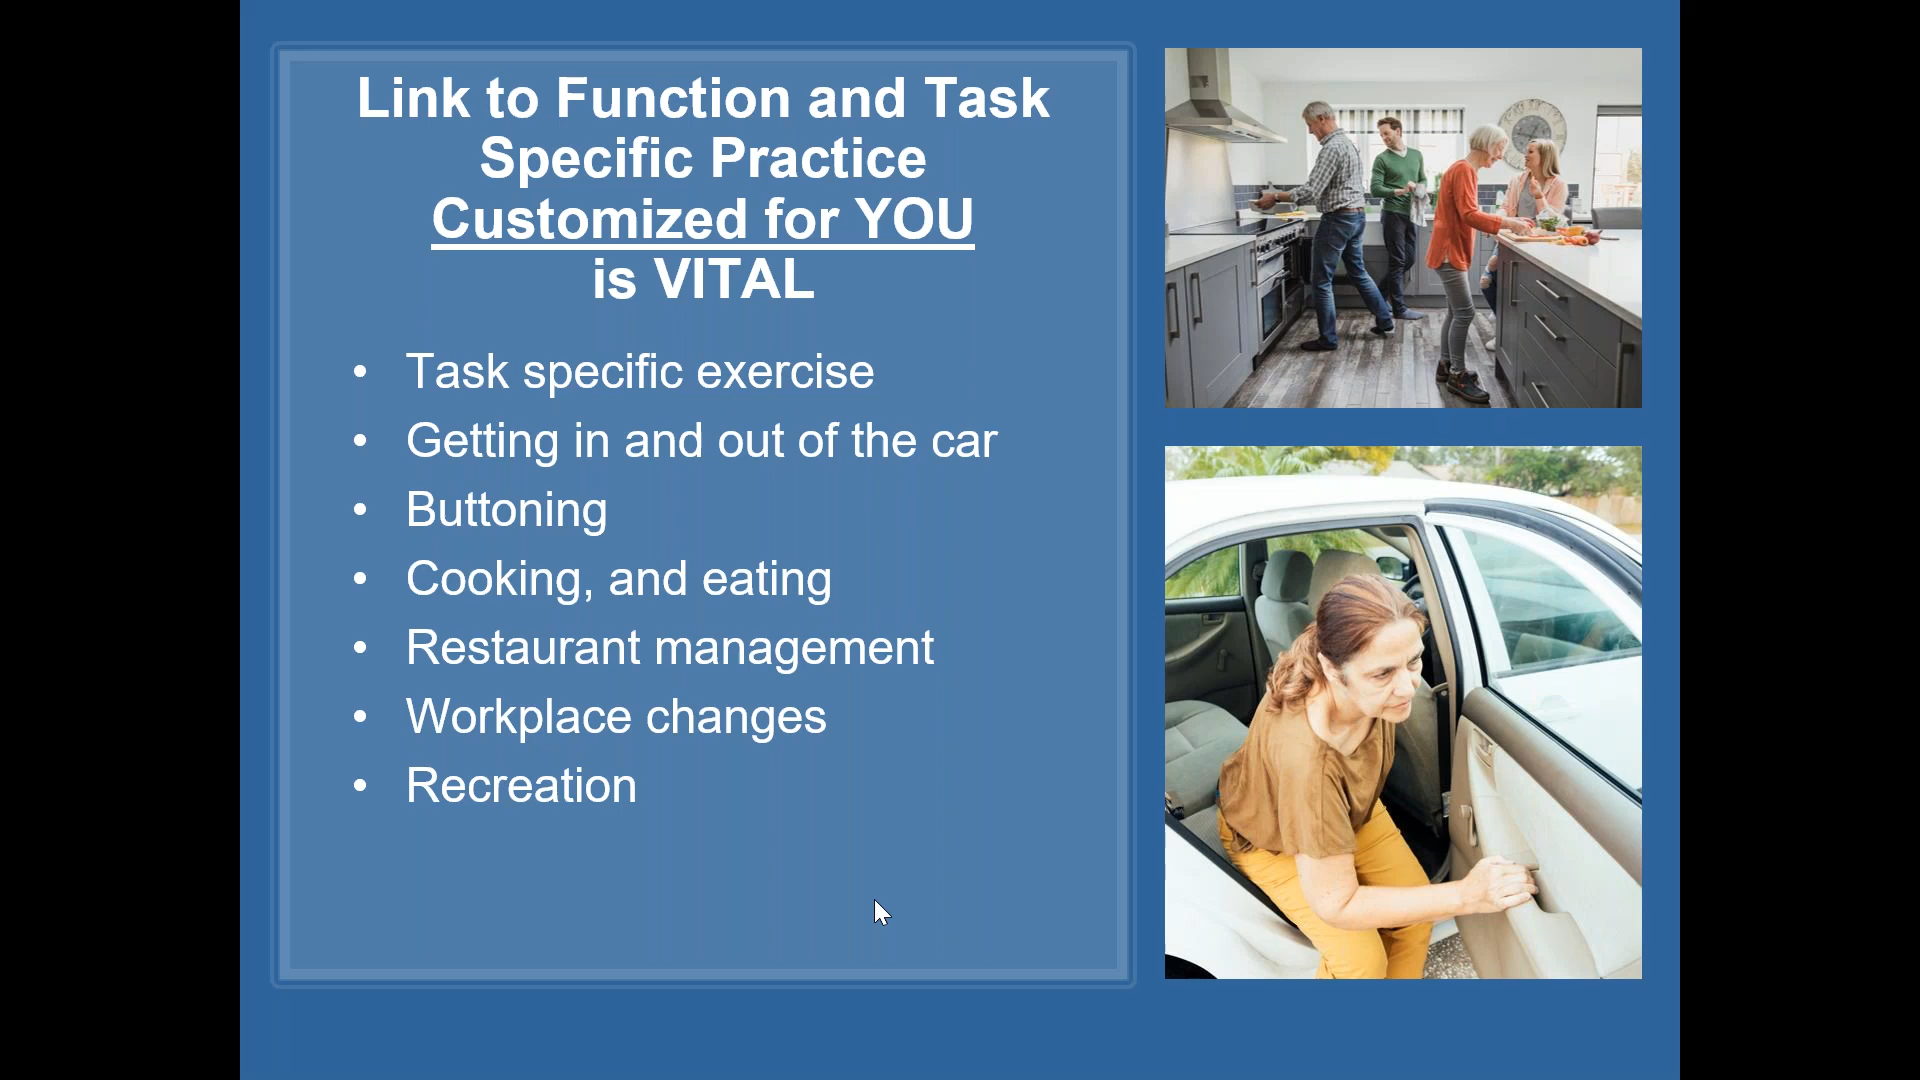 Link to Function and Task
Specific Practice
Customized for YOU
is VITAL
• Task specific exercise
• Getting in and out of the car
• Buttoning
• Cooking, and eating
• Restaurant management
• Workplace changes
• Recreation